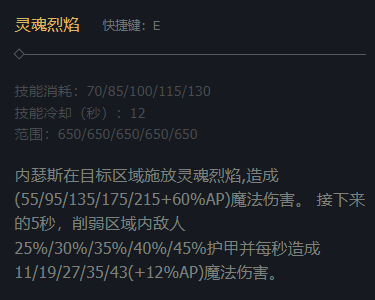 灵魂烈焰 快捷键：E
技能消耗：70/85/100/115/130
技能冷却（秒）：12
范围：650/650/650/650/650
内瑟斯在目标区域施放灵魂烈焰,造成
(55/95/135/175/215+60%AP)魔法伤害。 接下来
的5秒，削弱区域内敌人
25%/30%/35%/40%/45%护甲并每秒造成
11/19/27/35/43(+12%AP)魔法伤害。